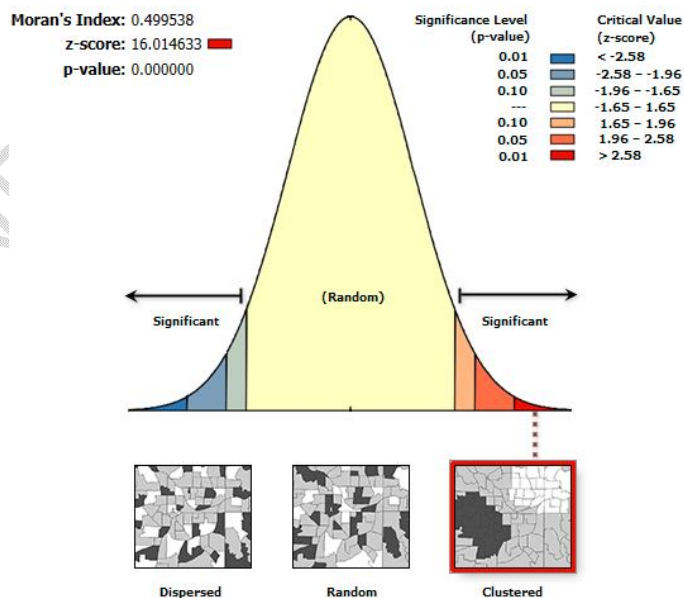 Moran's Index: 0.499538
z-score: 16.014633
p-value: 0.000000
Significance Level
(p-value)
Critical Value
(z-score)
0.01 < -2.58
0.05 -2.58 – -1.96
0.10 -1.96 – -1.65
--- -1.65 – 1.65
0.10 1.65 – 1.96
0.05 1.96 – 2.58
0.01 > 2.58
Significant
(Random)
Significant
Dispersed
Random
Clustered